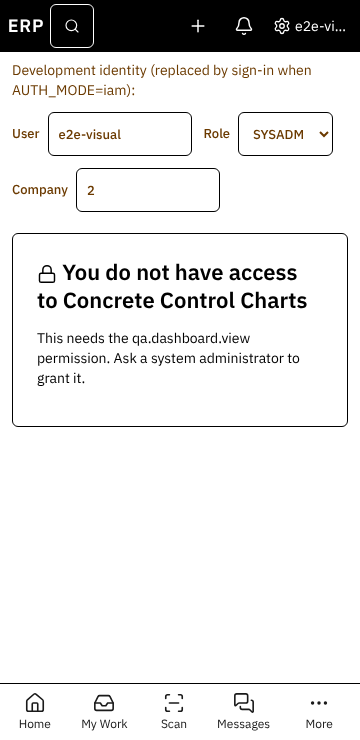 ERP
e2e-vi...
Development identity (replaced by sign-in when
AUTH_MODE=iam):
User
e2e-visual
Role
SYSADM
Company
2
You do not have access
to Concrete Control Charts
This needs the qa.dashboard.view
permission. Ask a system administrator to
grant it.
Home
My Work
Scan
Messages
More